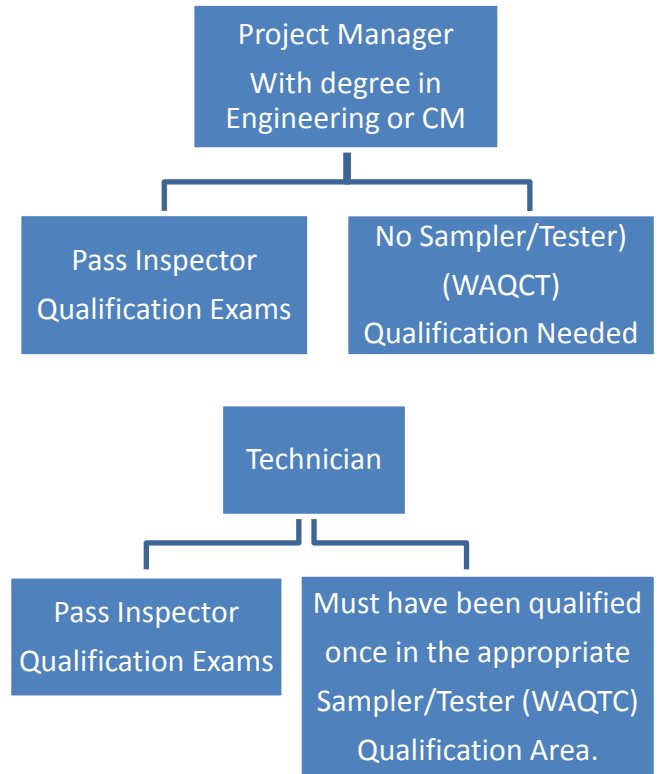 Project Manager
With degree in
Engineering or CM
Pass Inspector
Qualification Exams
No Sampler/Tester)
(WAQCT)
Qualification Needed
Technician
Pass Inspector
Qualification Exams
Must have been qualified
once in the appropriate
Sampler/Tester (WAQTC)
Qualification Area.